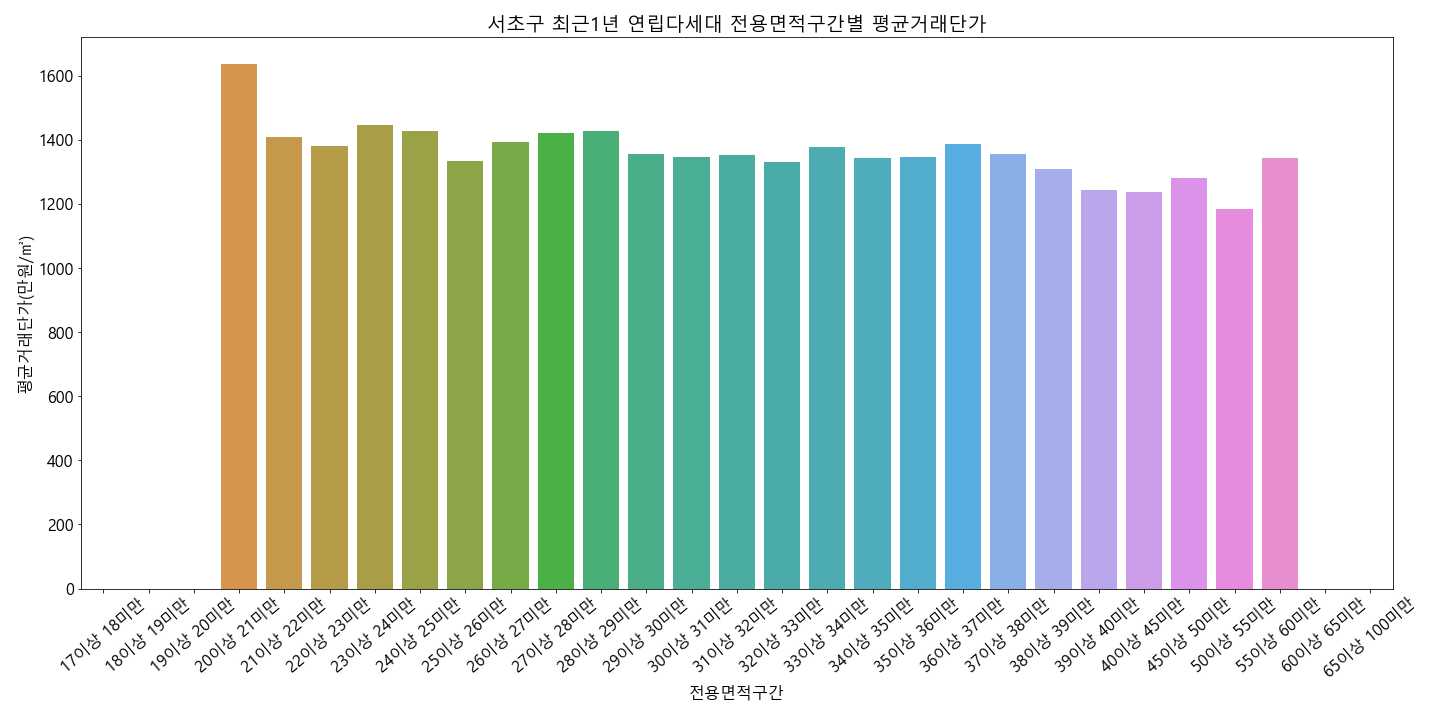 서초구 최근1년 연립다세대 전용면적구간별 평균거래단가
평균거래단가(만원/㎡)
1600
1400
1200
1000
800
600
400
200
0
17이상 18미만
18이상 19미만
19이상 20미만
20이상 21미만
21이상 22미만
22이상 23미만
23이상 24미만
24이상 25미만
25이상 26미만
26이상 27미만
27이상 28미만
28이상 29미만
29이상 30미만
30이상 31미만
31이상 32미만
32이상 33미만
33이상 34미만
34이상 35미만
35이상 36미만
36이상 37미만
37이상 38미만
38이상 39미만
39이상 40미만
40이상 45미만
45이상 50미만
50이상 55미만
55이상 60미만
60이상 65미만
65이상 100미만
전용면적구간